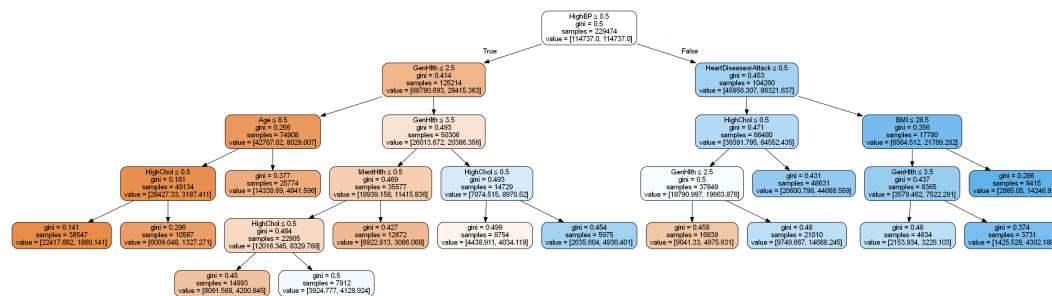 HighBP ≤ 0.5
gini = 0.5
samples = 229474
value = [114737.0, 114737.0]
True
False
GenHlth ≤ 2.5
gini = 0.414
samples = 125214
value = [68780.693, 28415.363]
HeartDiseaseorAttack ≤ 0.5
gini = 0.453
samples = 104260
value = [45956.307, 86321.637]
Age ≤ 8.5
gini = 0.266
samples = 74908
value = [42767.02, 8029.007]
GenHlth ≤ 3.5
gini = 0.493
samples = 50306
value = [26013.672, 20386.356]
HighChol ≤ 0.5
gini = 0.471
samples = 86480
value = [39391.795, 64552.435]
BMI ≤ 28.5
gini = 0.356
samples = 17780
value = [6564.512, 21769.202]
HighChol ≤ 0.5
gini = 0.181
samples = 49134
value = [28427.33, 3187.411]
gini = 0.377
samples = 25774
value = [14339.69, 4841.596]
MentHlth ≤ 0.5
gini = 0.469
samples = 35577
value = [18939.158, 11415.836]
HighChol ≤ 0.5
gini = 0.493
samples = 14729
value = [7074.515, 8970.52]
GenHlth ≤ 2.5
gini = 0.5
samples = 37849
value = [18790.997, 19663.876]
gini = 0.431
samples = 48631
value = [20600.798, 44888.559]
GenHlth ≤ 3.5
gini = 0.437
samples = 8365
value = [3579.462, 7522.291]
gini = 0.286
samples = 9415
value = [2985.05, 14246.9
gini = 0.141
samples = 38547
value = [22417.682, 1860.141]
gini = 0.296
samples = 10587
value = [6009.648, 1327.271]
HighChol ≤ 0.5
gini = 0.484
samples = 22905
value = [12016.345, 8329.768]
gini = 0.427
samples = 12672
value = [6922.813, 3086.068]
gini = 0.499
samples = 8754
value = [4438.911, 4034.119]
gini = 0.454
samples = 5975
value = [2635.604, 4936.401]
gini = 0.458
samples = 16839
value = [9041.33, 4975.631]
gini = 0.48
samples = 21010
value = [9749.667, 14688.245]
gini = 0.48
samples = 4634
value = [2153.934, 3220.103]
gini = 0.374
samples = 3731
value = [1425.528, 4302.188
gini = 0.45
samples = 14993
value = [8091.568, 4200.845]
gini = 0.5
samples = 7912
value = [3924.777, 4128.924]